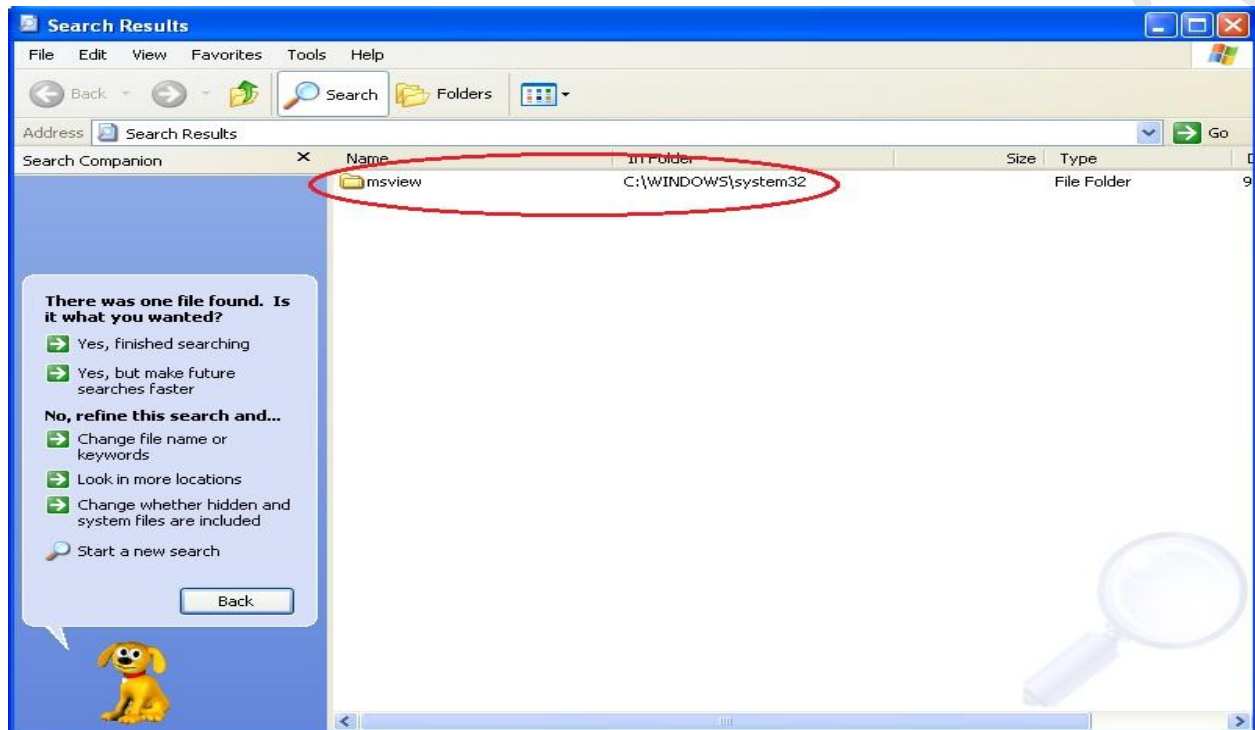 Search Results
File Edit View Favorites Tools Help
Back Search Folders
Address Search Results Go
Search Companion
Name In Folder Size Type
msview C:\WINDOWS\system32 File Folder 9
There was one file found. Is
it what you wanted?
Yes, finished searching
Yes, but make future
searches faster
No, refine this search and...
Change file name or
keywords
Look in more locations
Change whether hidden and
system files are included
Start a new search
Back